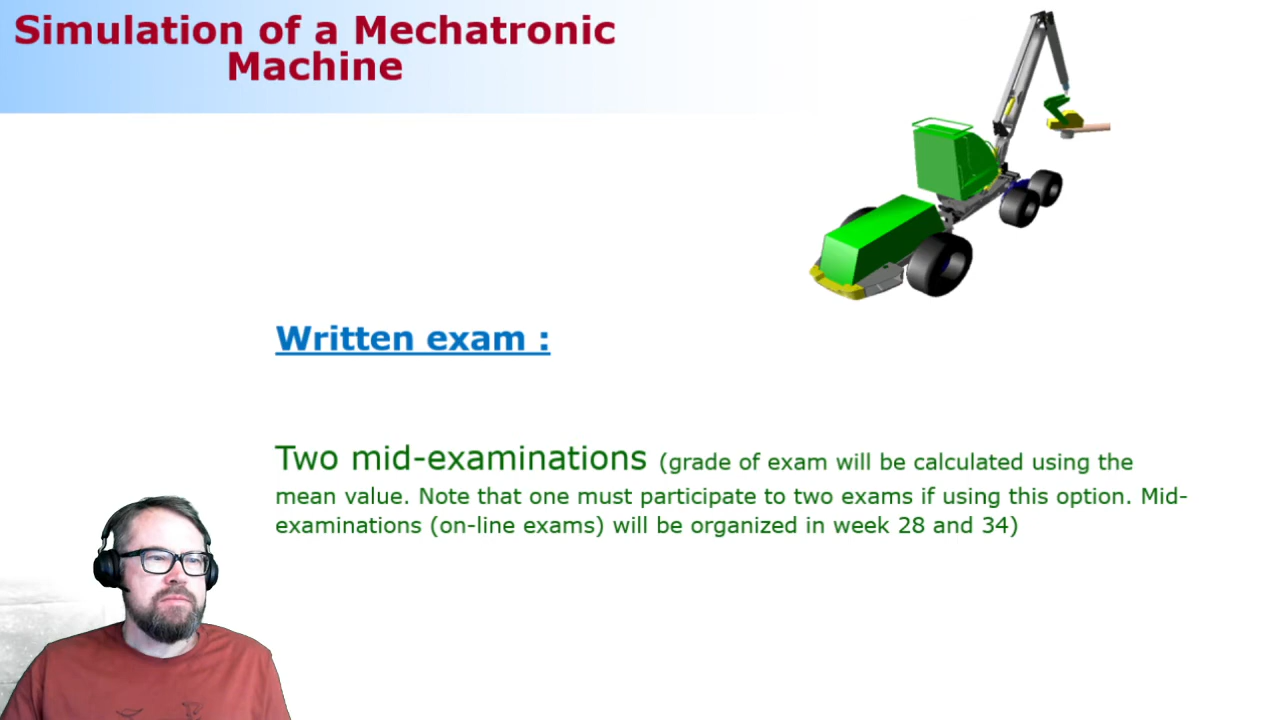 Simulation of a Mechatronic
Machine
Written exam :
Two mid-examinations (grade of exam will be calculated using the
mean value. Note that one must participate to two exams if using this option. Mid-
examinations (on-line exams) will be organized in week 28 and 34)